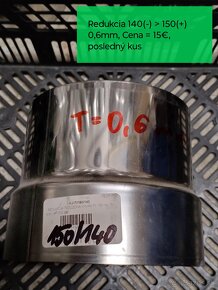 Redukcia 140(-) > 150(+)
0,6mm, Cena = 15€,
posledný kus
T=0,6
150/140